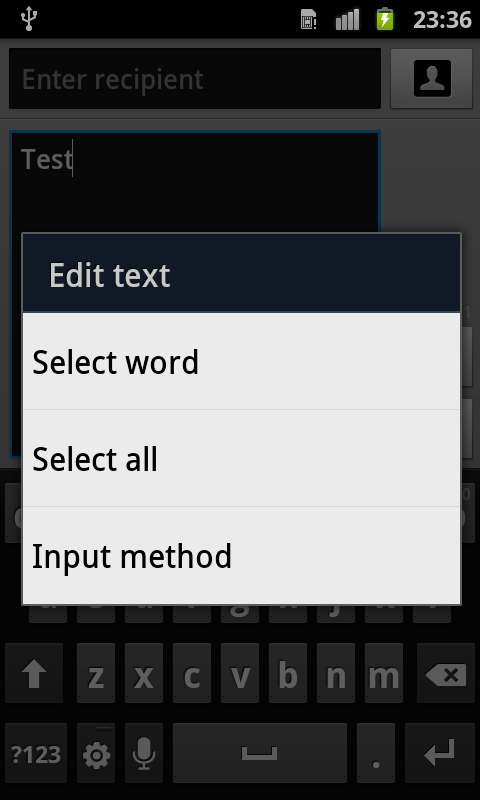 23:36
Enter recipient
Test
Edit text
Select word
Select all
Input method
z x c v b n m
?123 .